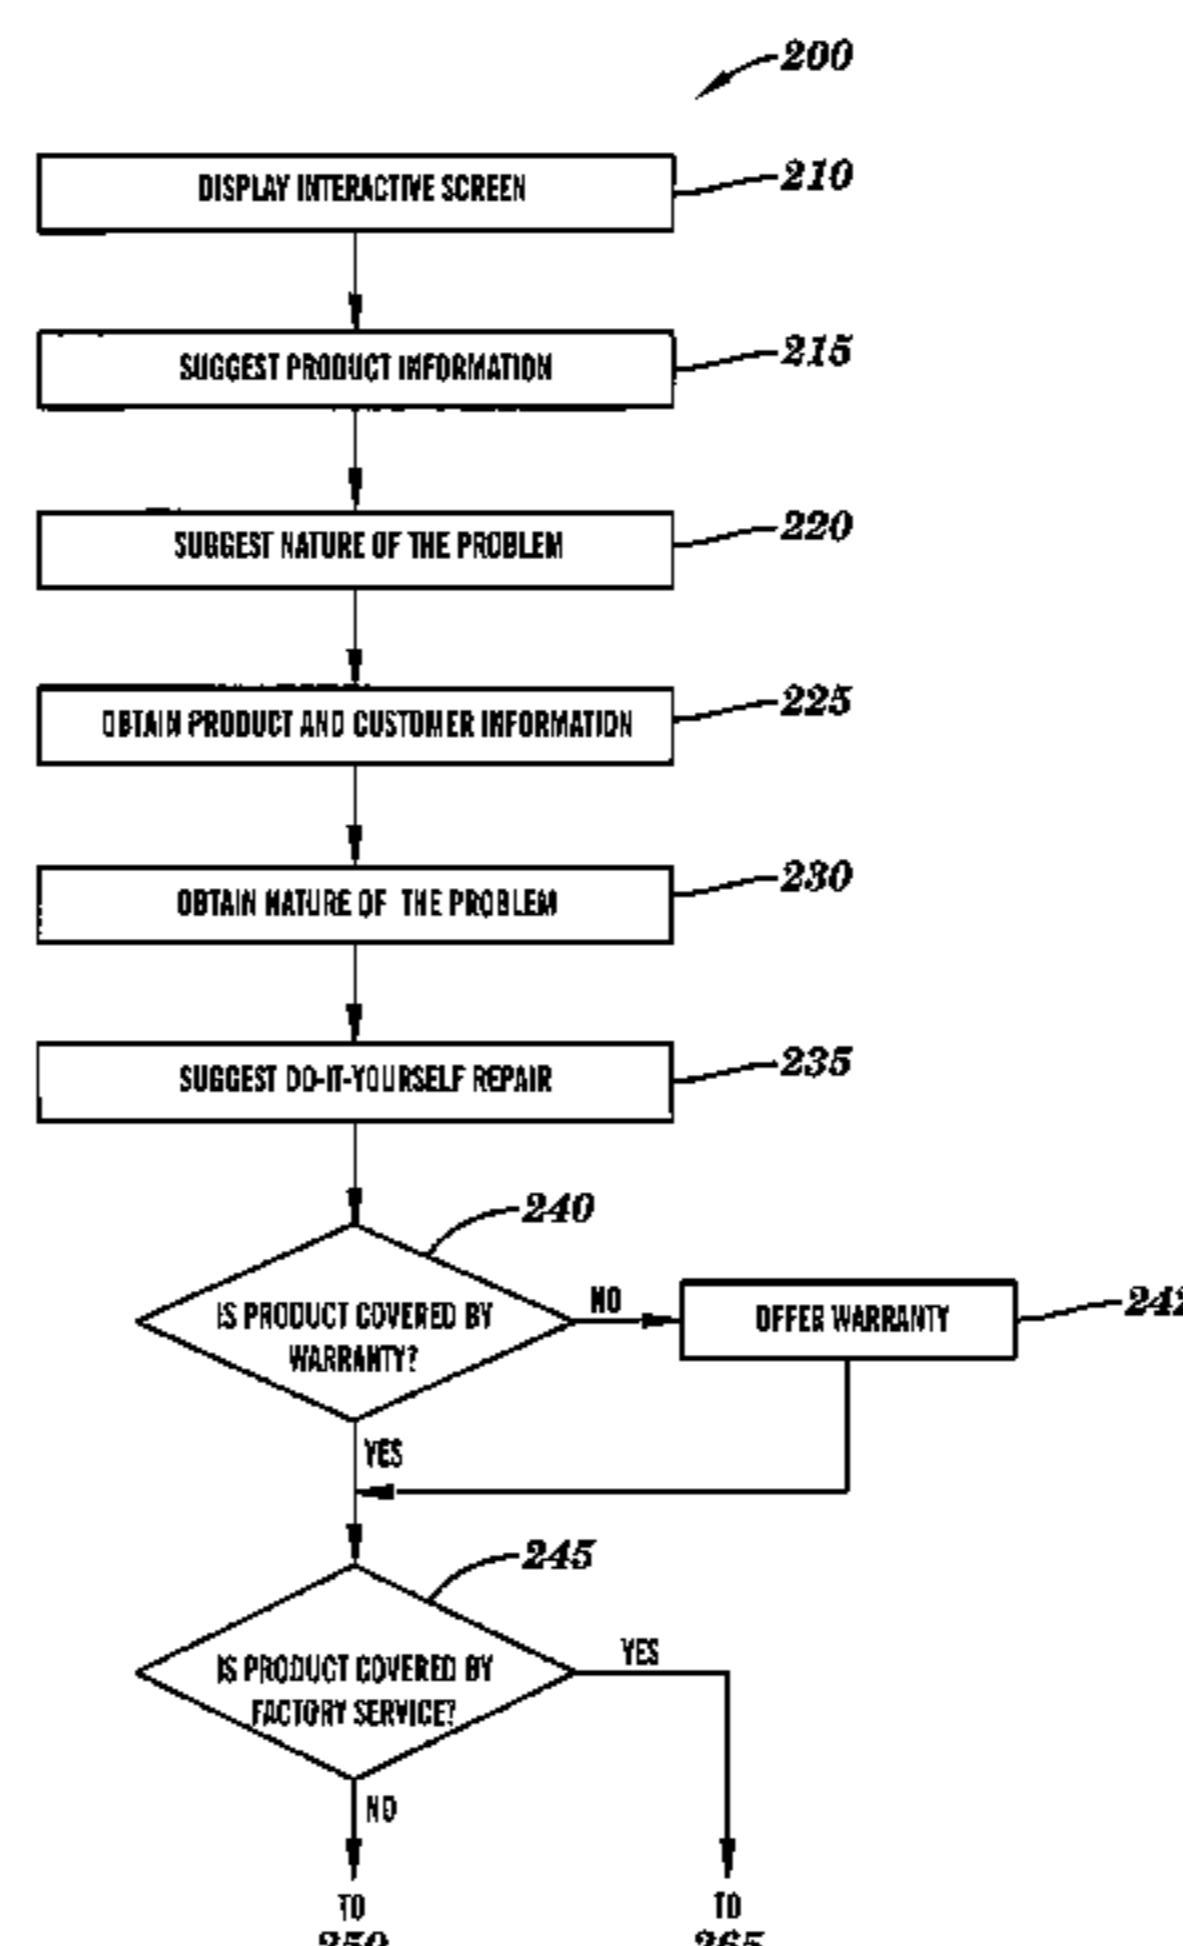 200
DISPLAY INTERACTIVE SCREEN
210
SUGGEST PRODUCT INFORMATION
215
SUGGEST NATURE OF THE PROBLEM
220
OBTAIN PRODUCT AND CUSTOMER INFORMATION
225
OBTAIN NATURE OF THE PROBLEM
230
SUGGEST DO-IT-YOURSELF REPAIR
235
240
IS PRODUCT COVERED BY
WARRANTY?
NO
OFFER WARRANTY
242
YES
245
IS PRODUCT COVERED BY
FACTORY SERVICE?
YES
NO
TO
TO